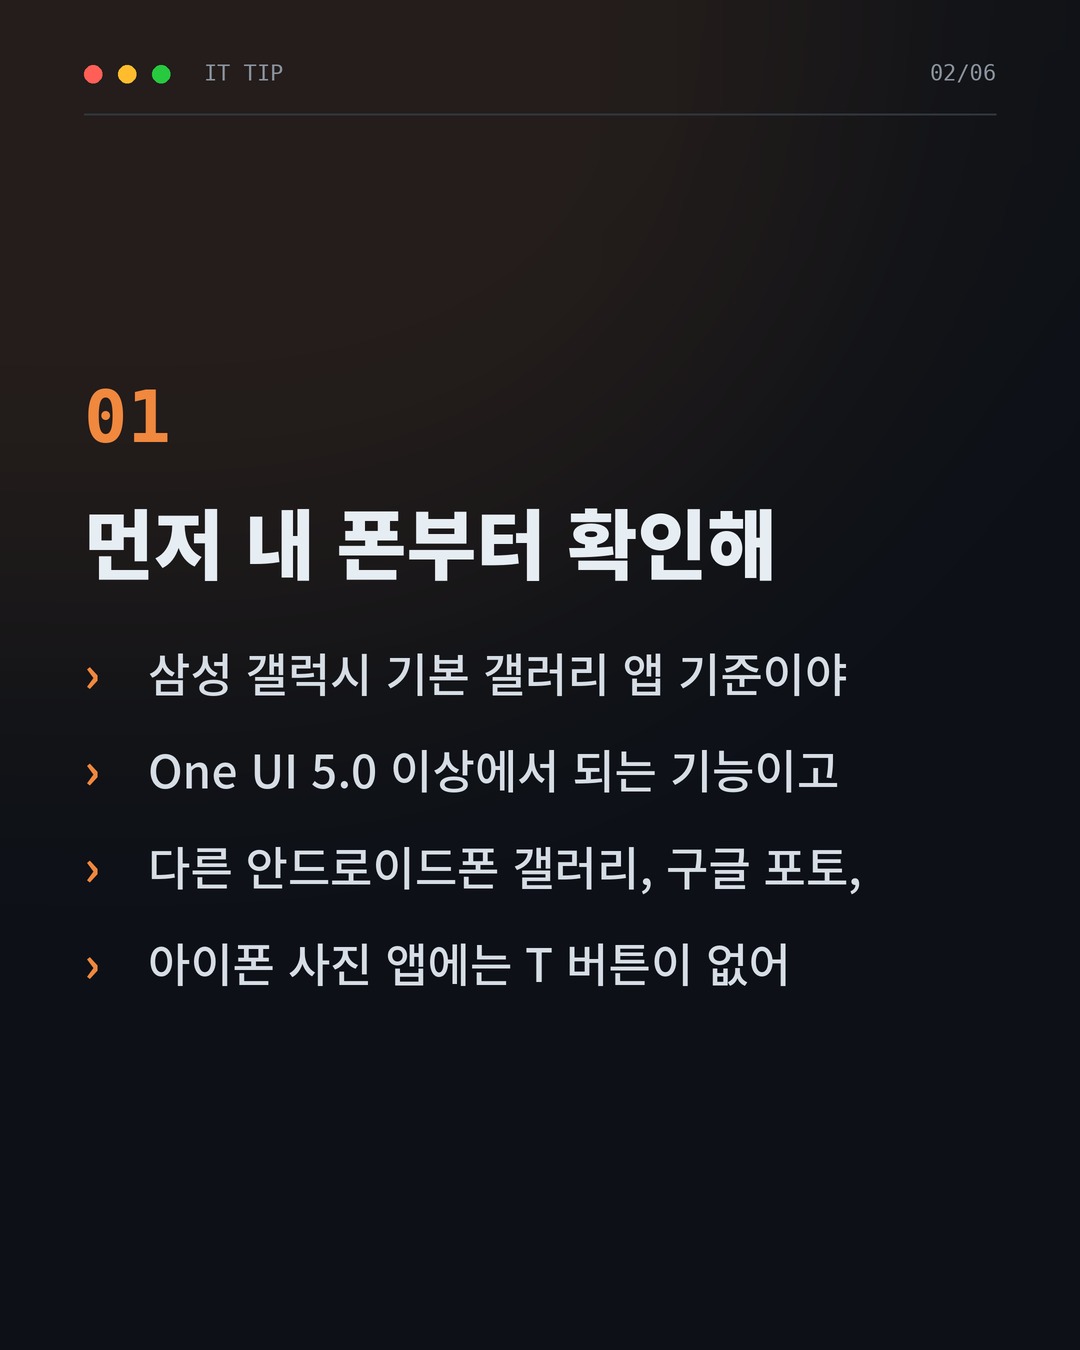 IT TIP
02/06
01
먼저 내 폰부터 확인해
› 삼성 갤럭시 기본 갤러리 앱 기준이야
› One UI 5.0 이상에서 되는 기능이고
› 다른 안드로이드폰 갤러리, 구글 포토,
› 아이폰 사진 앱에는 T 버튼이 없어